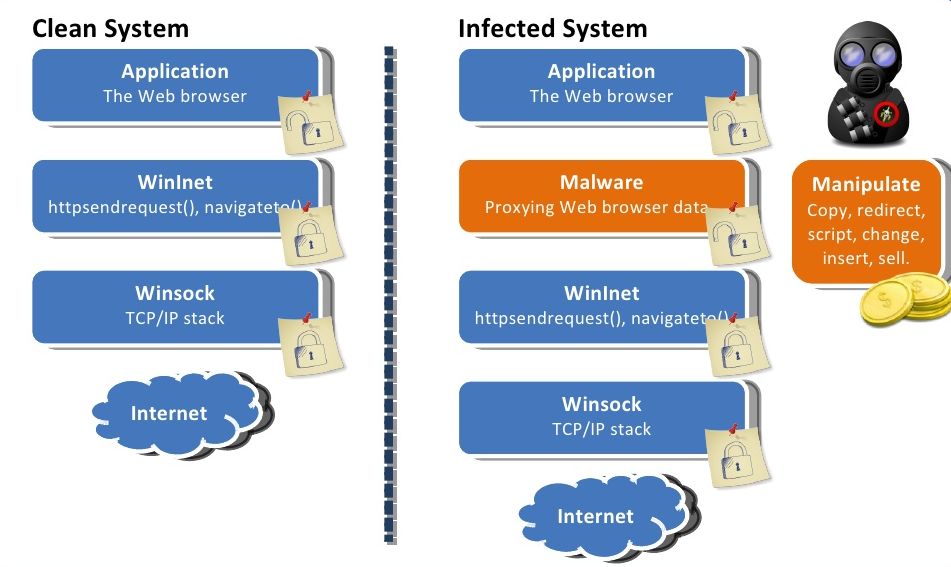 Clean System
Application
The Web browser
WinInet
httpsendrequest(), navigateto()
Winsock
TCP/IP stack
Internet
Infected System
Application
The Web browser
Malware
Proxying Web browser data
WinInet
httpsendrequest(), navigateto()
Winsock
TCP/IP stack
Internet
Manipulate
Copy, redirect,
script, change,
insert, sell.
$
$